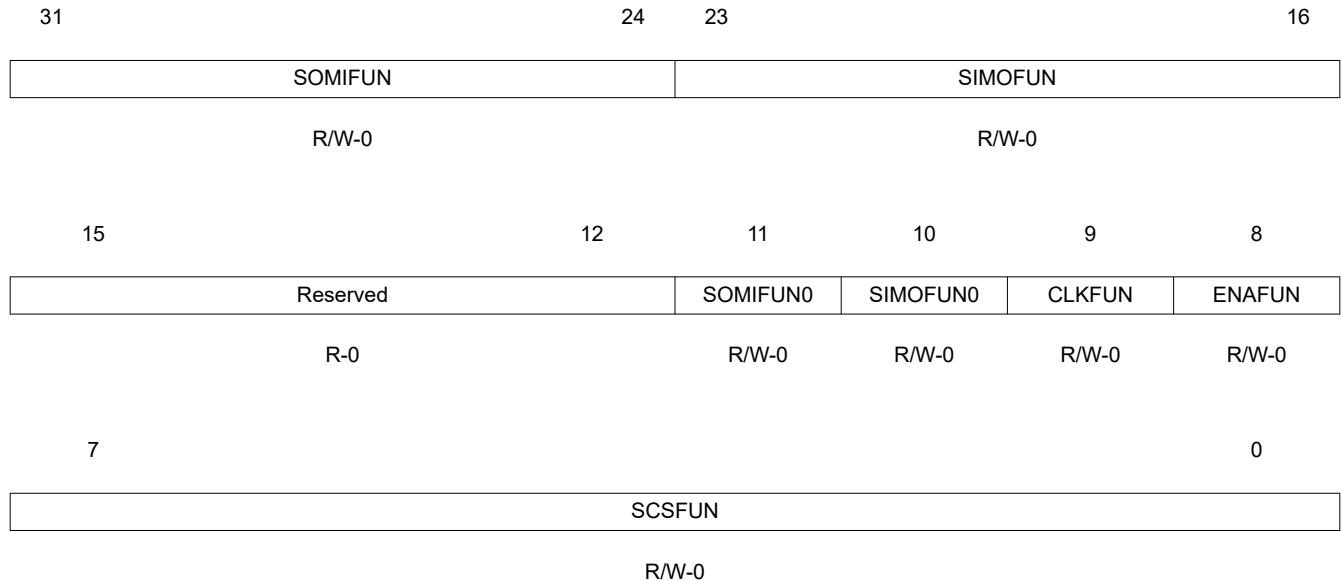 31 24 23 16
SOMIFUN SIMOFUN
R/W-0 R/W-0
15 12 11 10 9 8
Reserved SOMIFUN0 SIMOFUN0 CLKFUN ENAFUN
R-0 R/W-0 R/W-0 R/W-0 R/W-0
7 0
SCSFUN
R/W-0